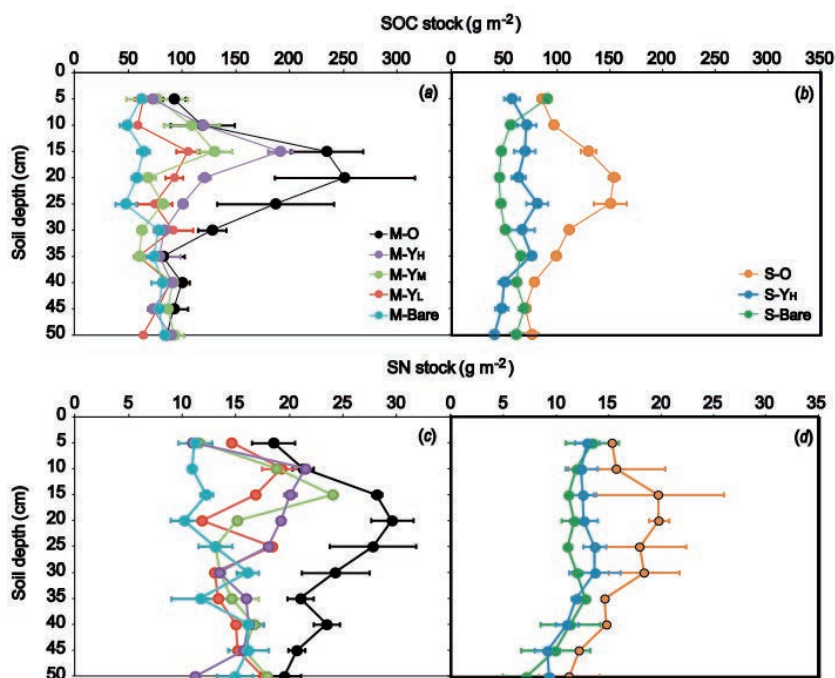 SOC stock (g m⁻²)
0 50 100 150 200 250 300 0 50 100 150 200 250 300 350
Soil depth (cm)
0
5
10
15
20
25
30
35
40
45
50
(a)
M-O
M-YH
M-YM
M-YL
M-Bare
(b)
S-O
S-YH
S-Bare
SN stock (g m⁻²)
0 5 10 15 20 25 30 0 5 10 15 20 25 30 35
Soil depth (cm)
0
5
10
15
20
25
30
35
40
45
50
(c)
(d)